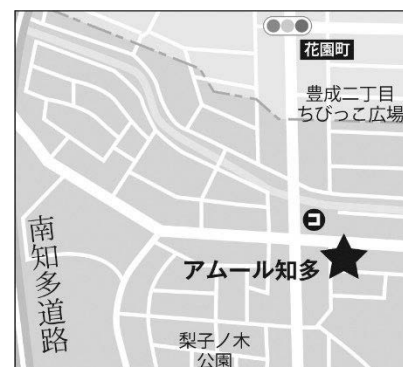 花園町
豊成二丁目
ちびっこ広場
コ
アムール知多
南知多道路
梨子ノ木
公園